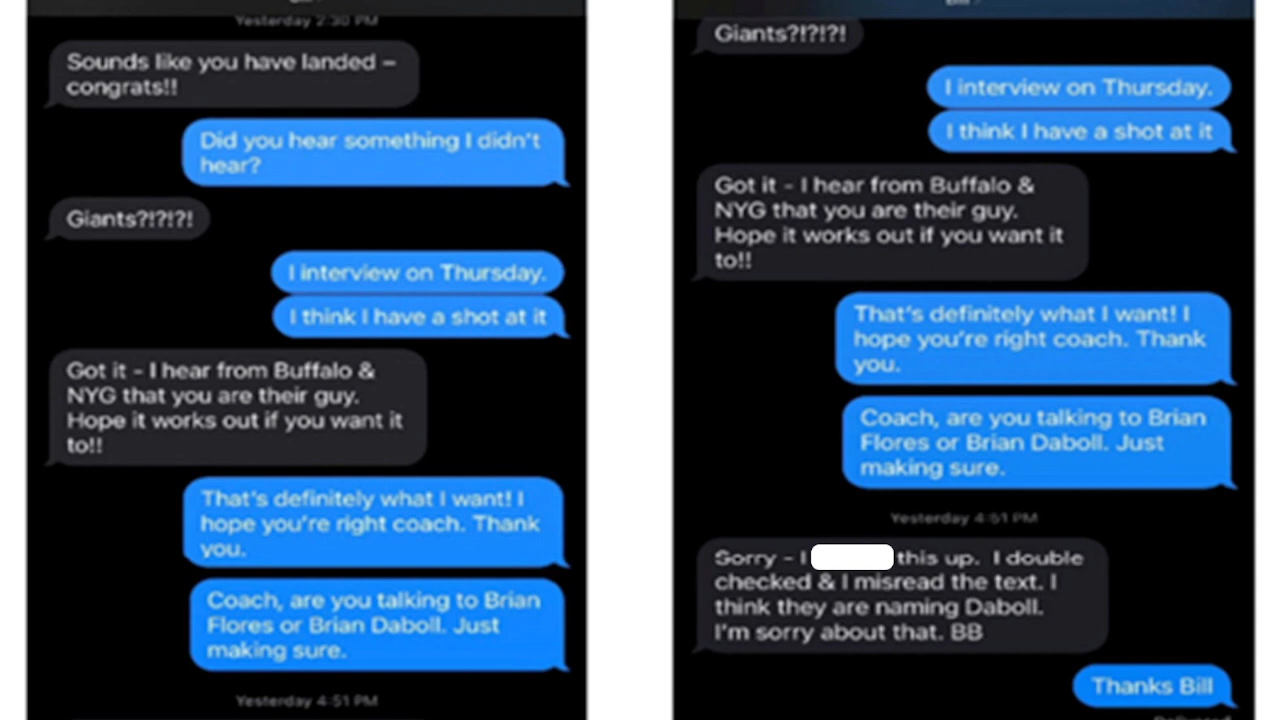 Yesterday 2:30 PM
Sounds like you have landed –
congrats!!
Did you hear something I didn't
hear?
Giants?!?!?!
I interview on Thursday.
I think I have a shot at it
Got it - I hear from Buffalo &
NYG that you are their guy.
Hope it works out if you want it
to!!
That's definitely what I want! I
hope you're right coach. Thank
you.
Coach, are you talking to Brian
Flores or Brian Daboll. Just
making sure.
Yesterday 4:51 PM
Giants?!?!?!
I interview on Thursday.
I think I have a shot at it
Got it - I hear from Buffalo &
NYG that you are their guy.
Hope it works out if you want it
to!!
That's definitely what I want! I
hope you're right coach. Thank
you.
Coach, are you talking to Brian
Flores or Brian Daboll. Just
making sure.
Yesterday 4:51 PM
Sorry - I this up. I double
checked & I misread the text. I
think they are naming Daboll.
I'm sorry about that. BB
Thanks Bill